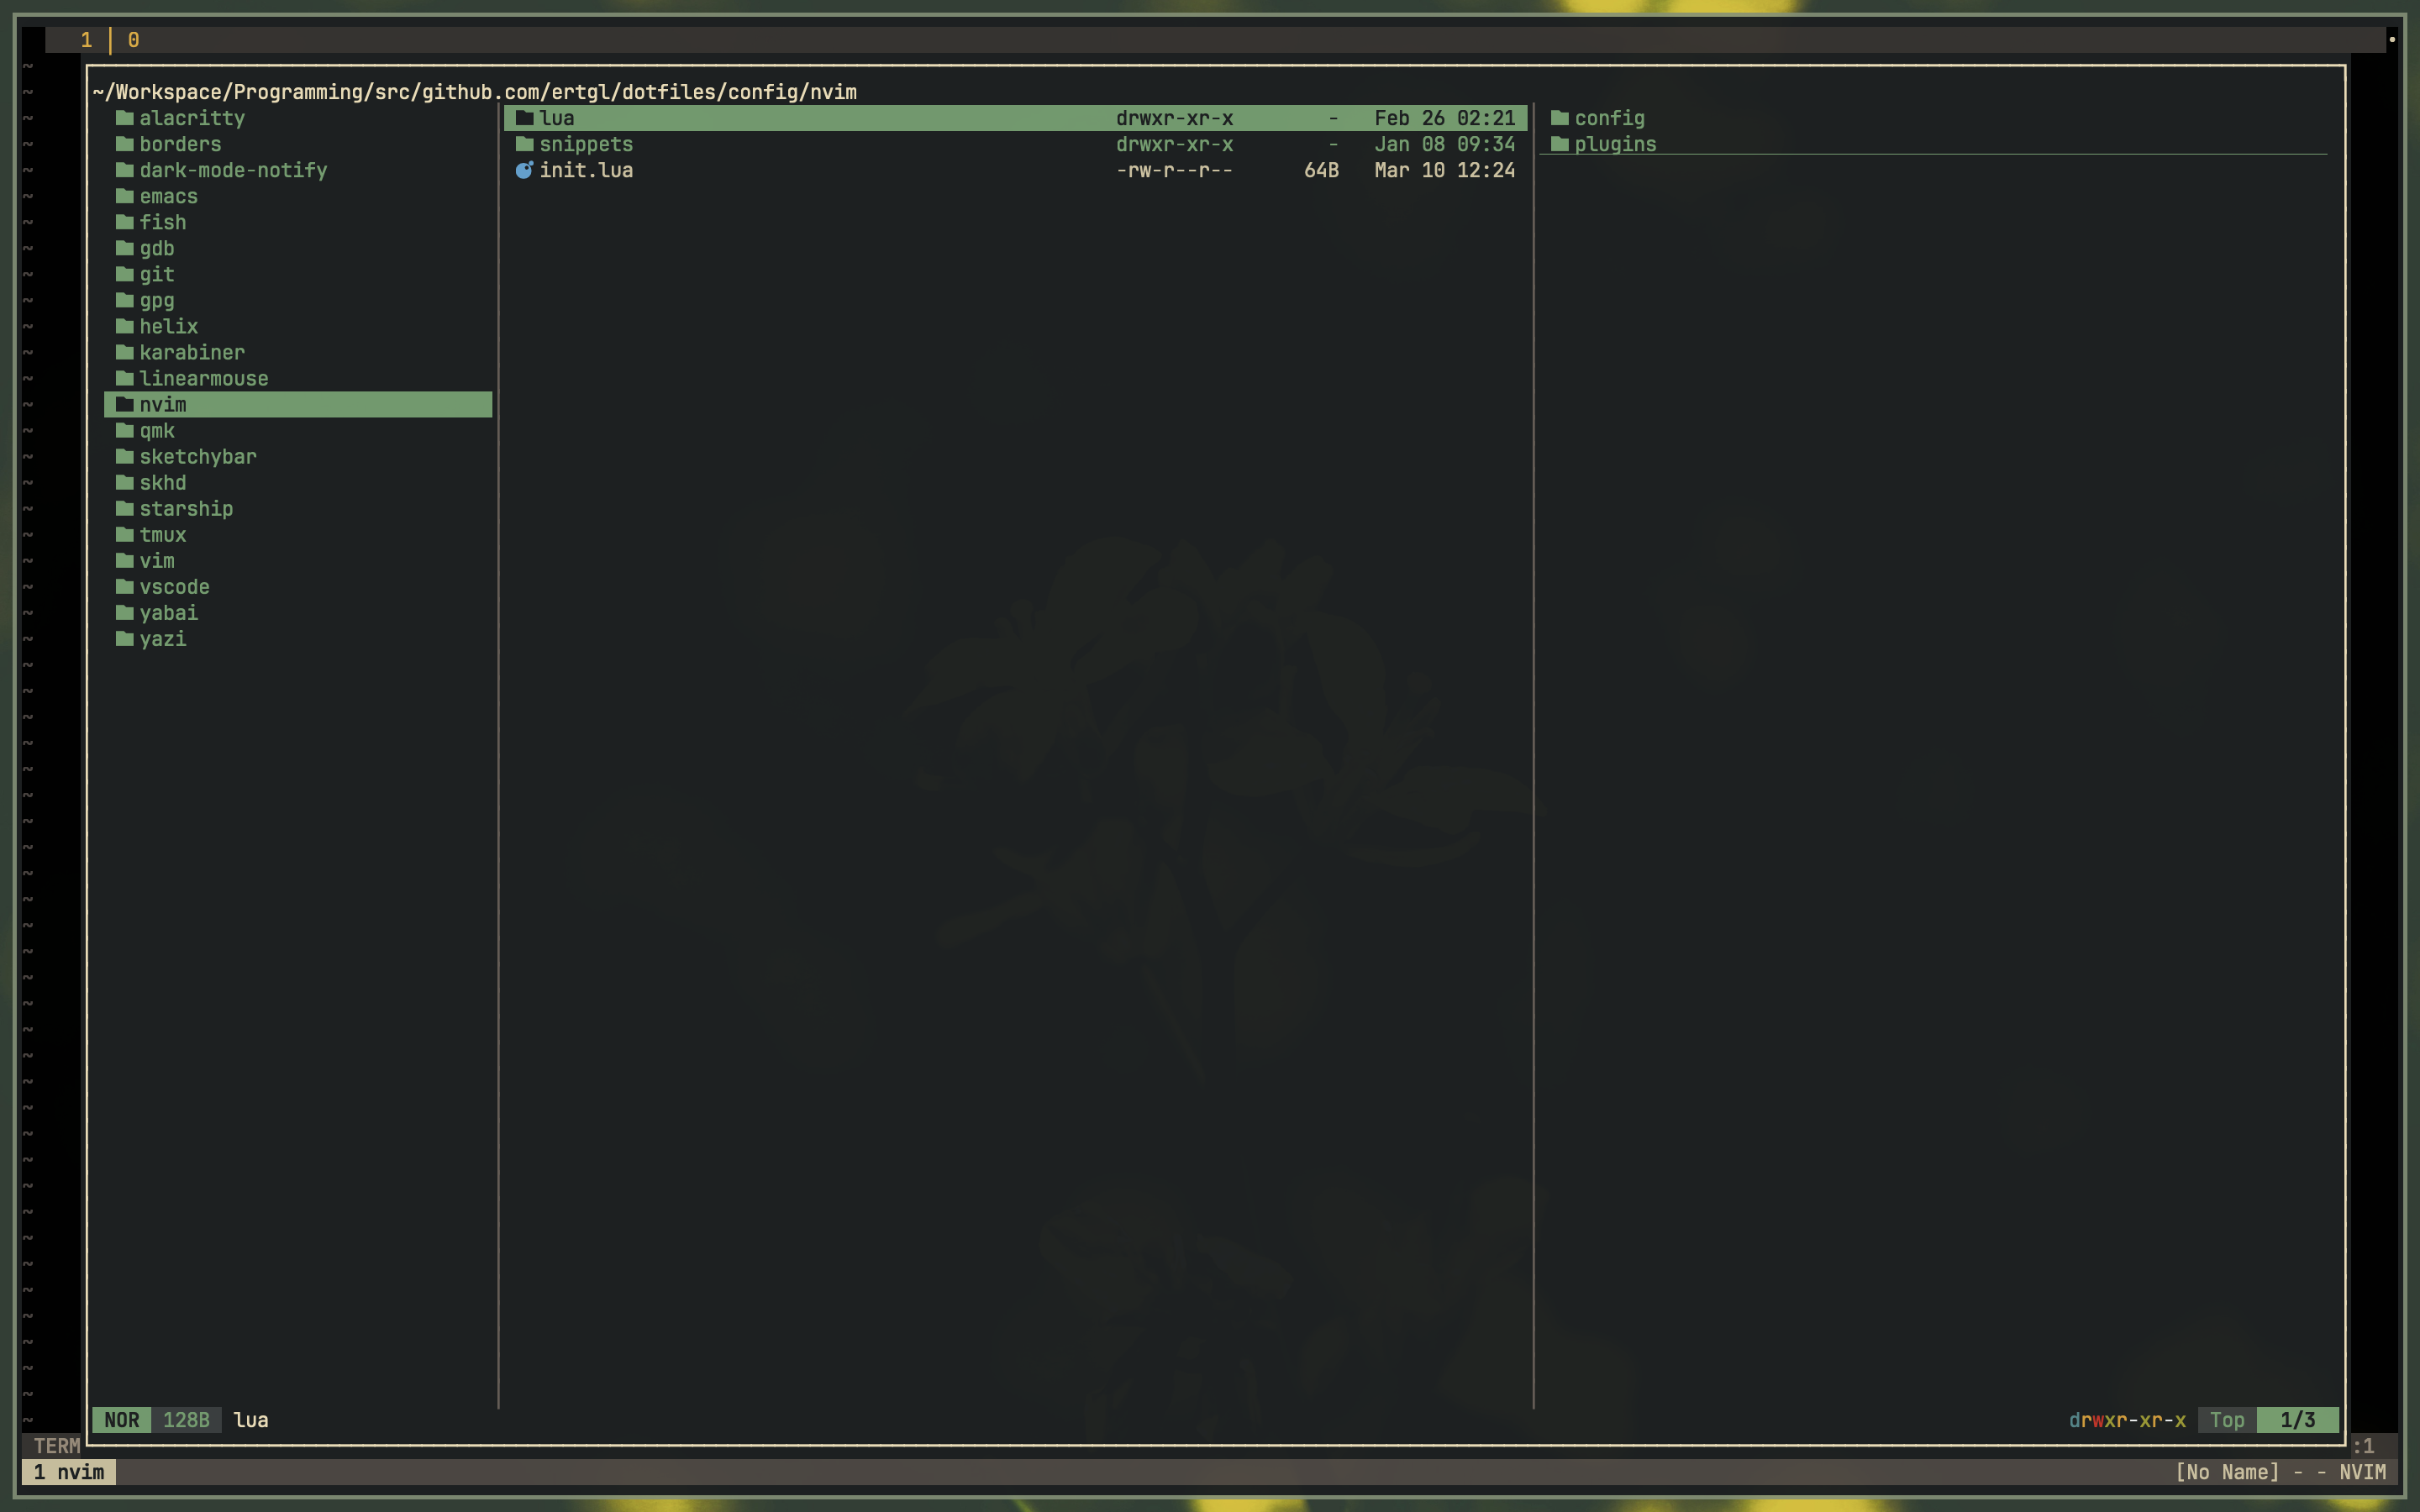 1 0
~/Workspace/Programming/src/github.com/ertgl/dotfiles/config/nvim
alacritty
borders
dark-mode-notify
emacs
fish
gdb
git
gpg
helix
karabiner
linearmouse
nvim
qmk
sketchybar
skhd
starship
tmux
vim
vscode
yabai
yazi
lua drwxr-xr-x - Feb 26 02:21
snippets drwxr-xr-x - Jan 08 09:34
init.lua -rw-r--r-- 64B Mar 10 12:24
config
plugins
NOR 128B lua drwxr-xr-x Top 1/3
TERM :1
1 nvim [No Name] - - NVIM